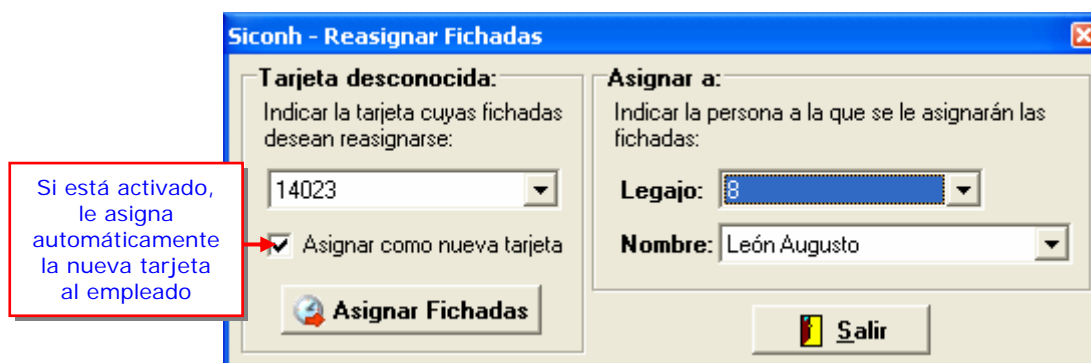 Siconh - Reasignar Fichadas
Tarjeta desconocida:
Indicar la tarjeta cuyas fichadas
desean reasignarse:
14023
Asignar como nueva tarjeta
Asignar Fichadas
Asignar a:
Indicar la persona a la que se le asignarán las
fichadas:
Legajo: 8
Nombre: León Augusto
Salir
Si está activado,
le asigna
automáticamente
la nueva tarjeta
al empleado